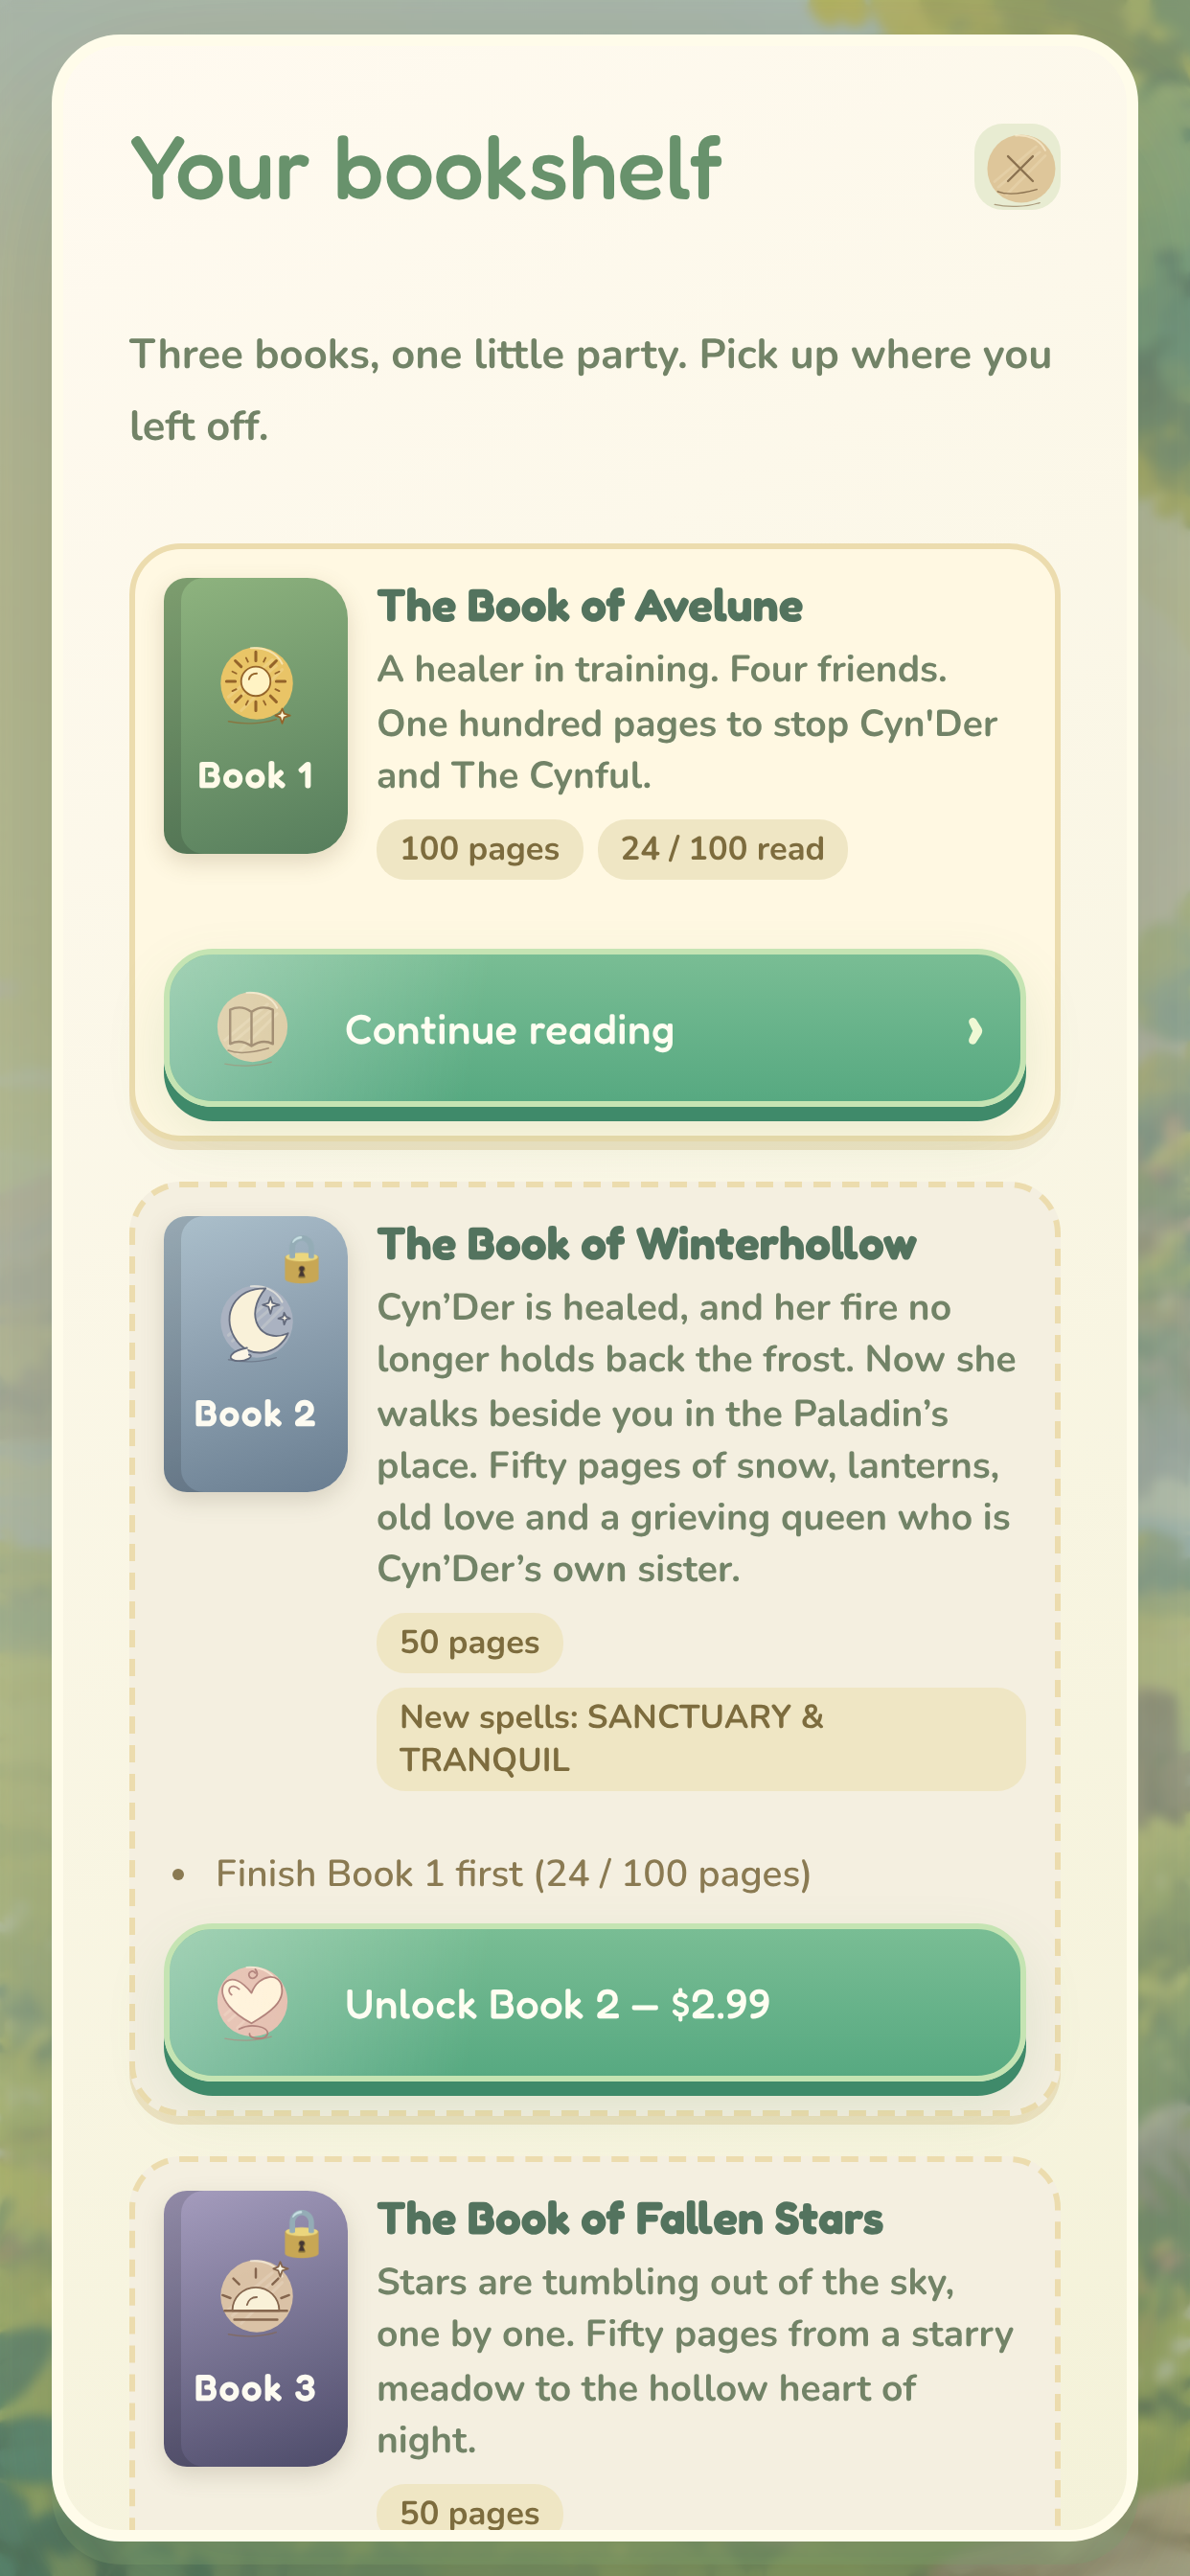 Your bookshelf
Three books, one little party. Pick up where you
left off.
Book 1
The Book of Avelune
A healer in training. Four friends.
One hundred pages to stop Cyn'Der
and The Cynful.
100 pages
24 / 100 read
Continue reading
Book 2
The Book of Winterhollow
Cyn’Der is healed, and her fire no
longer holds back the frost. Now she
walks beside you in the Paladin’s
place. Fifty pages of snow, lanterns,
old love and a grieving queen who is
Cyn’Der’s own sister.
50 pages
New spells: SANCTUARY &
TRANQUIL
• Finish Book 1 first (24 / 100 pages)
Unlock Book 2 – $2.99
Book 3
The Book of Fallen Stars
Stars are tumbling out of the sky,
one by one. Fifty pages from a starry
meadow to the hollow heart of
night.
50 pages